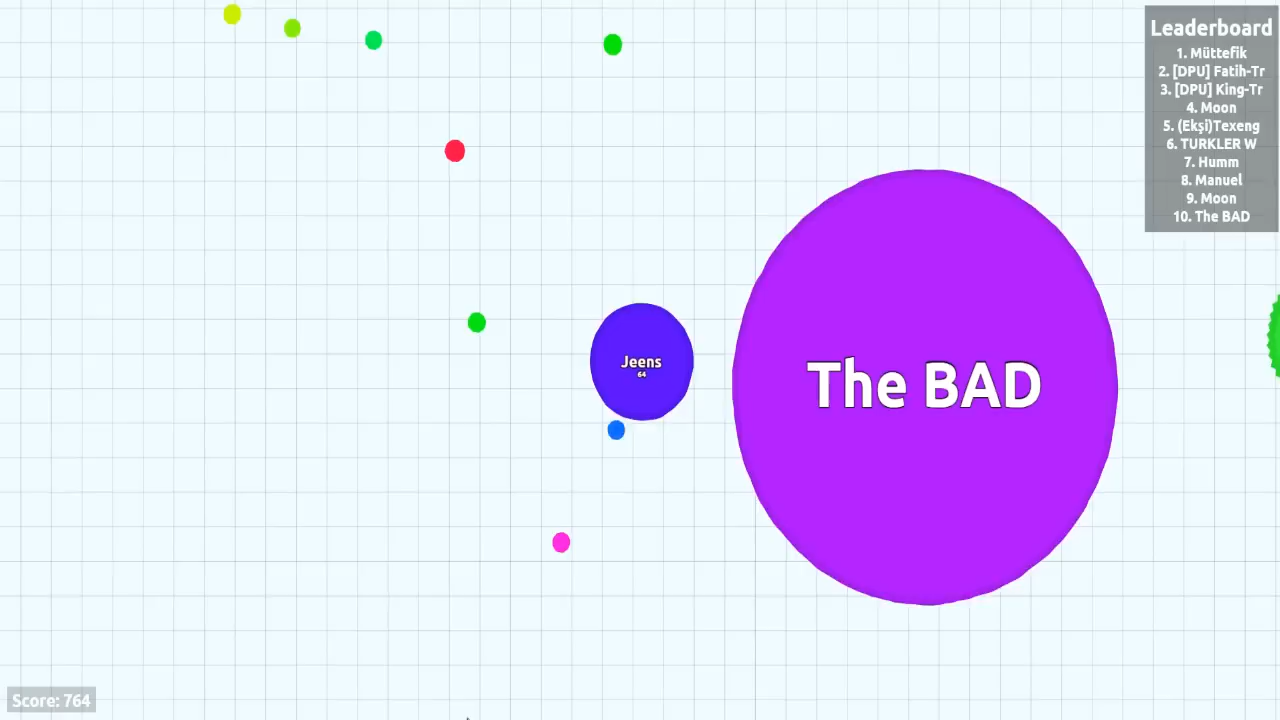 Leaderboard
1. Müttefik
2. [DPU] Fatih-Tr
3. [DPU] King-Tr
4. Moon
5. (Ekşi)Texeng
6. TURKLER W
7. Humm
8. Manuel
9. Moon
10. The BAD
Jeens
64
The BAD
Score: 764